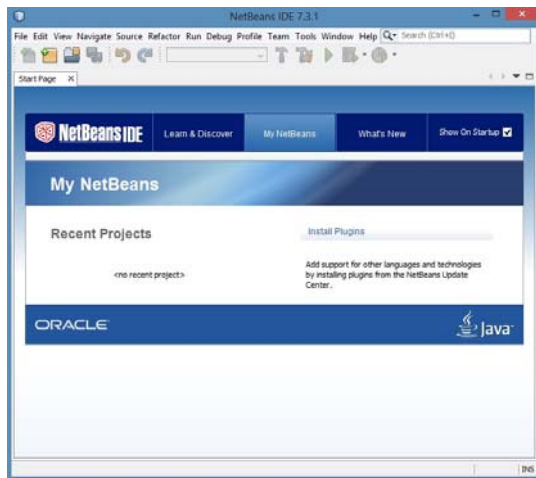 NetBeans IDE 7.3.1
File Edit View Navigate Source Refactor Run Debug Profile Team Tools Window Help Search (Ctrl+I)
Start Page
NetBeans IDE Learn & Discover My NetBeans What's New Show On Startup
My NetBeans
Recent Projects
Install Plugins
<no recent project>
Add support for other languages and technologies
by installing plugins from the NetBeans Update
Center.
ORACLE Java
INS